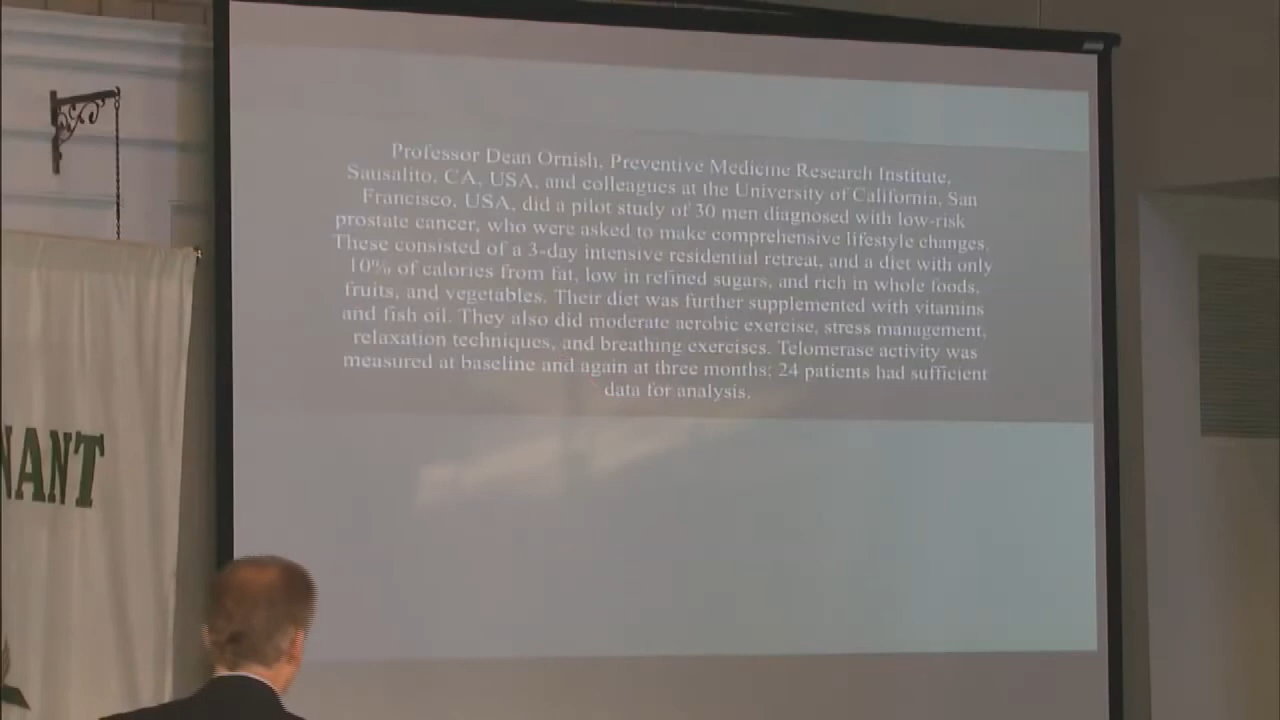 Professor Dean Ornish, Preventive Medicine Research Institute,
Sausalito, CA, USA, and colleagues at the University of California, San
Francisco, USA, did a pilot study of 30 men diagnosed with low-risk
prostate cancer, who were asked to make comprehensive lifestyle changes.
These consisted of a 3-day intensive residential retreat, and a diet with only
10% of calories from fat, low in refined sugars, and rich in whole foods,
fruits, and vegetables. Their diet was further supplemented with vitamins
and fish oil. They also did moderate aerobic exercise, stress management,
relaxation techniques, and breathing exercises. Telomerase activity was
measured at baseline and again at three months; 24 patients had sufficient
data for analysis.
NANT